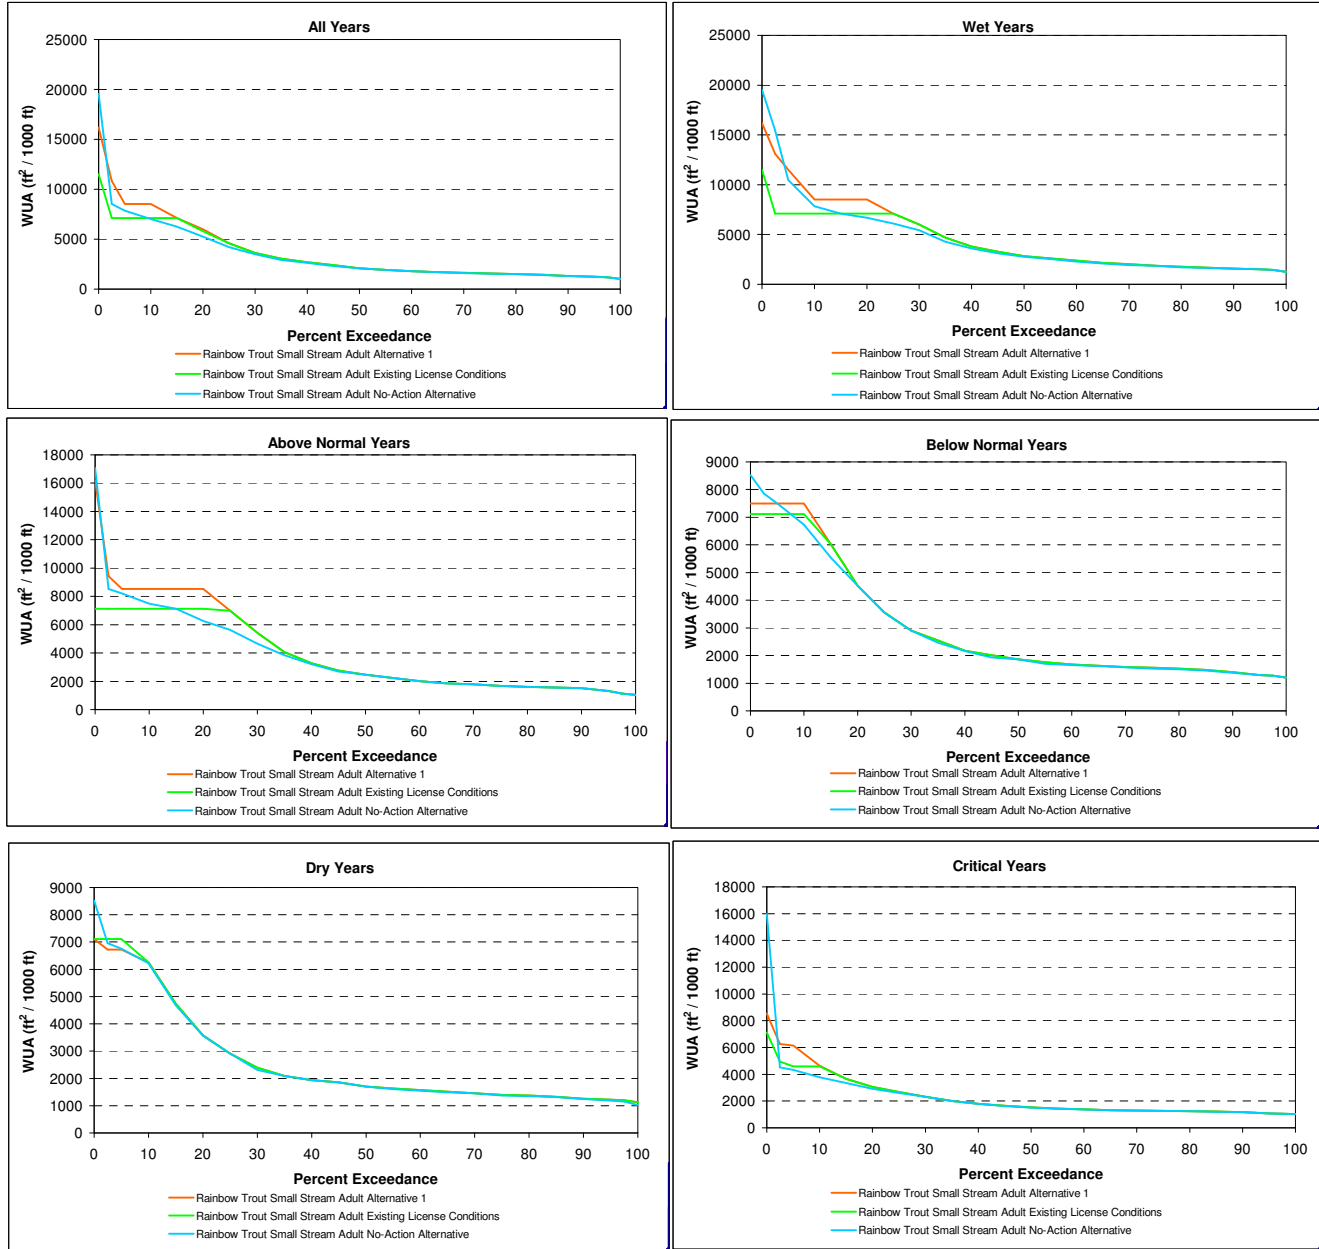 All Years
WUA (ft² / 1000 ft)
25000
20000
15000
10000
5000
0
0 10 20 30 40 50 60 70 80 90 100
Percent Exceedance
Rainbow Trout Small Stream Adult Alternative 1
Rainbow Trout Small Stream Adult Existing License Conditions
Rainbow Trout Small Stream Adult No-Action Alternative
Wet Years
WUA (ft² / 1000 ft)
25000
20000
15000
10000
5000
0
0 10 20 30 40 50 60 70 80 90 100
Percent Exceedance
Rainbow Trout Small Stream Adult Alternative 1
Rainbow Trout Small Stream Adult Existing License Conditions
Rainbow Trout Small Stream Adult No-Action Alternative
Above Normal Years
WUA (ft² / 1000 ft)
18000
16000
14000
12000
10000
8000
6000
4000
2000
0
0 10 20 30 40 50 60 70 80 90 100
Percent Exceedance
Rainbow Trout Small Stream Adult Alternative 1
Rainbow Trout Small Stream Adult Existing License Conditions
Rainbow Trout Small Stream Adult No-Action Alternative
Below Normal Years
WUA (ft² / 1000 ft)
9000
8000
7000
6000
5000
4000
3000
2000
1000
0
0 10 20 30 40 50 60 70 80 90 100
Percent Exceedance
Rainbow Trout Small Stream Adult Alternative 1
Rainbow Trout Small Stream Adult Existing License Conditions
Rainbow Trout Small Stream Adult No-Action Alternative
Dry Years
WUA (ft² / 1000 ft)
9000
8000
7000
6000
5000
4000
3000
2000
1000
0
0 10 20 30 40 50 60 70 80 90 100
Percent Exceedance
Rainbow Trout Small Stream Adult Alternative 1
Rainbow Trout Small Stream Adult Existing License Conditions
Rainbow Trout Small Stream Adult No-Action Alternative
Critical Years
WUA (ft² / 1000 ft)
18000
16000
14000
12000
10000
8000
6000
4000
2000
0
0 10 20 30 40 50 60 70 80 90 100
Percent Exceedance
Rainbow Trout Small Stream Adult Alternative 1
Rainbow Trout Small Stream Adult Existing License Conditions
Rainbow Trout Small Stream Adult No-Action Alternative